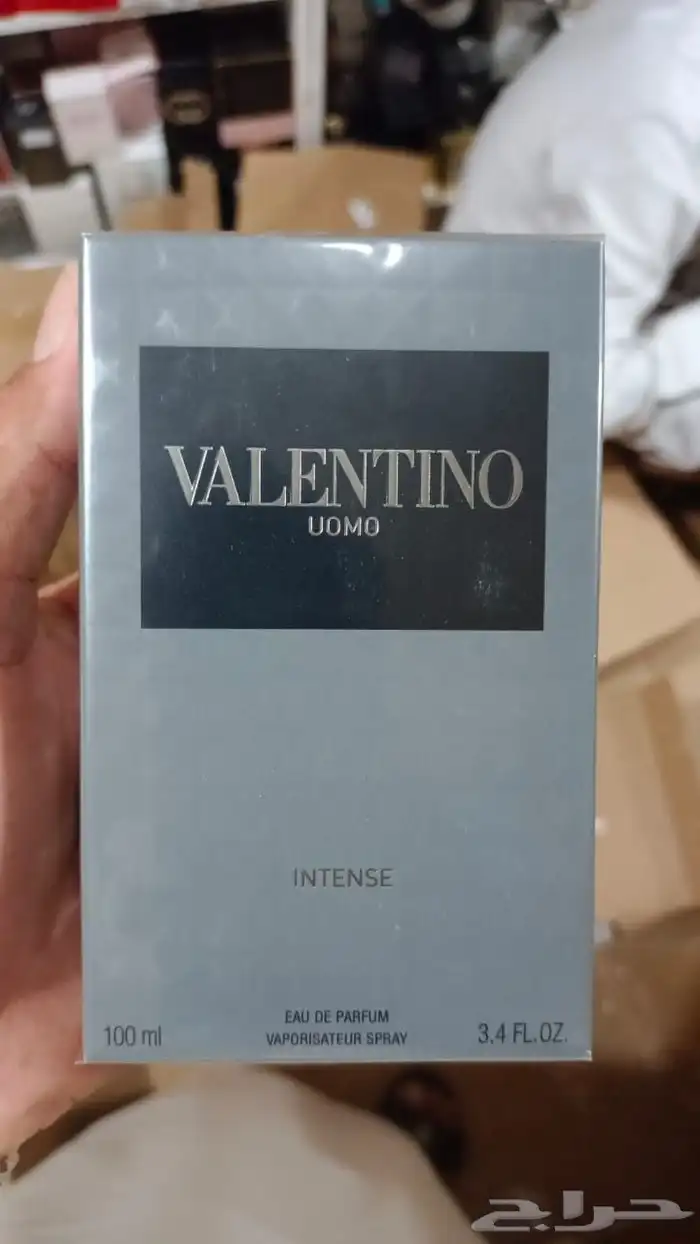 VALENTINO
UOMO
INTENSE
EAU DE PARFUM
100 ml VAPORISATEUR SPRAY 3.4 FL.OZ.
حراج